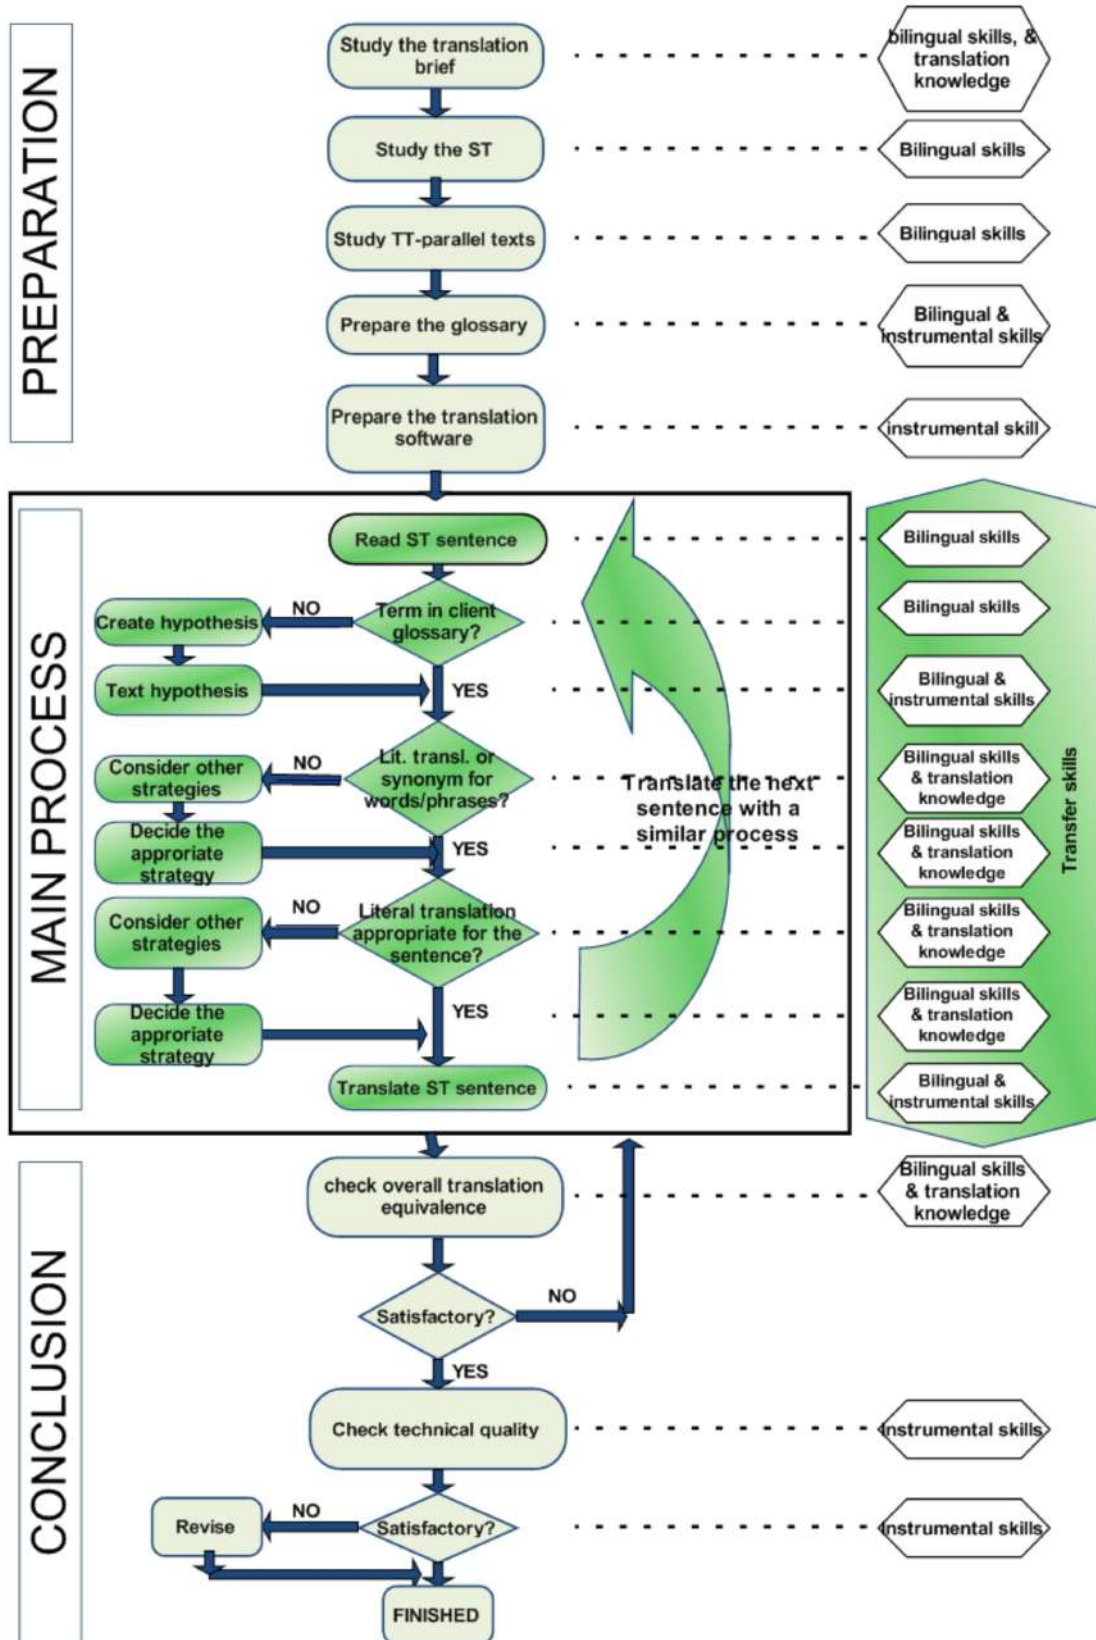 PREPARATION
Study the translation
brief
bilingual skills, &
translation
knowledge
Study the ST
Bilingual skills
Study TT-parallel texts
Bilingual skills
Prepare the glossary
Bilingual &
instrumental skills
Prepare the translation
software
instrumental skill
MAIN PROCESS
Read ST sentence
Bilingual skills
Term in client
glossary?
NO
Create hypothesis
Bilingual skills
Text hypothesis
YES
Bilingual &
instrumental skills
Lit. transl. or
synonym for
words/phrases?
NO
Consider other
strategies
Translate the next
sentence with a
similar process
Bilingual skills
& translation
knowledge
Transfer skills
Decide the
approriate
strategy
YES
Bilingual skills
& translation
knowledge
Literal translation
appropriate for the
sentence?
NO
Consider other
strategies
Bilingual skills
& translation
knowledge
YES
Decide the
approriate
strategy
Bilingual skills
& translation
knowledge
Translate ST sentence
Bilingual &
instrumental skills
CONCLUSION
check overall translation
equivalence
Bilingual skills
& translation
knowledge
Satisfactory?
NO
YES
Check technical quality
Instrumental skills
Satisfactory?
NO
Revise
Instrumental skills
FINISHED